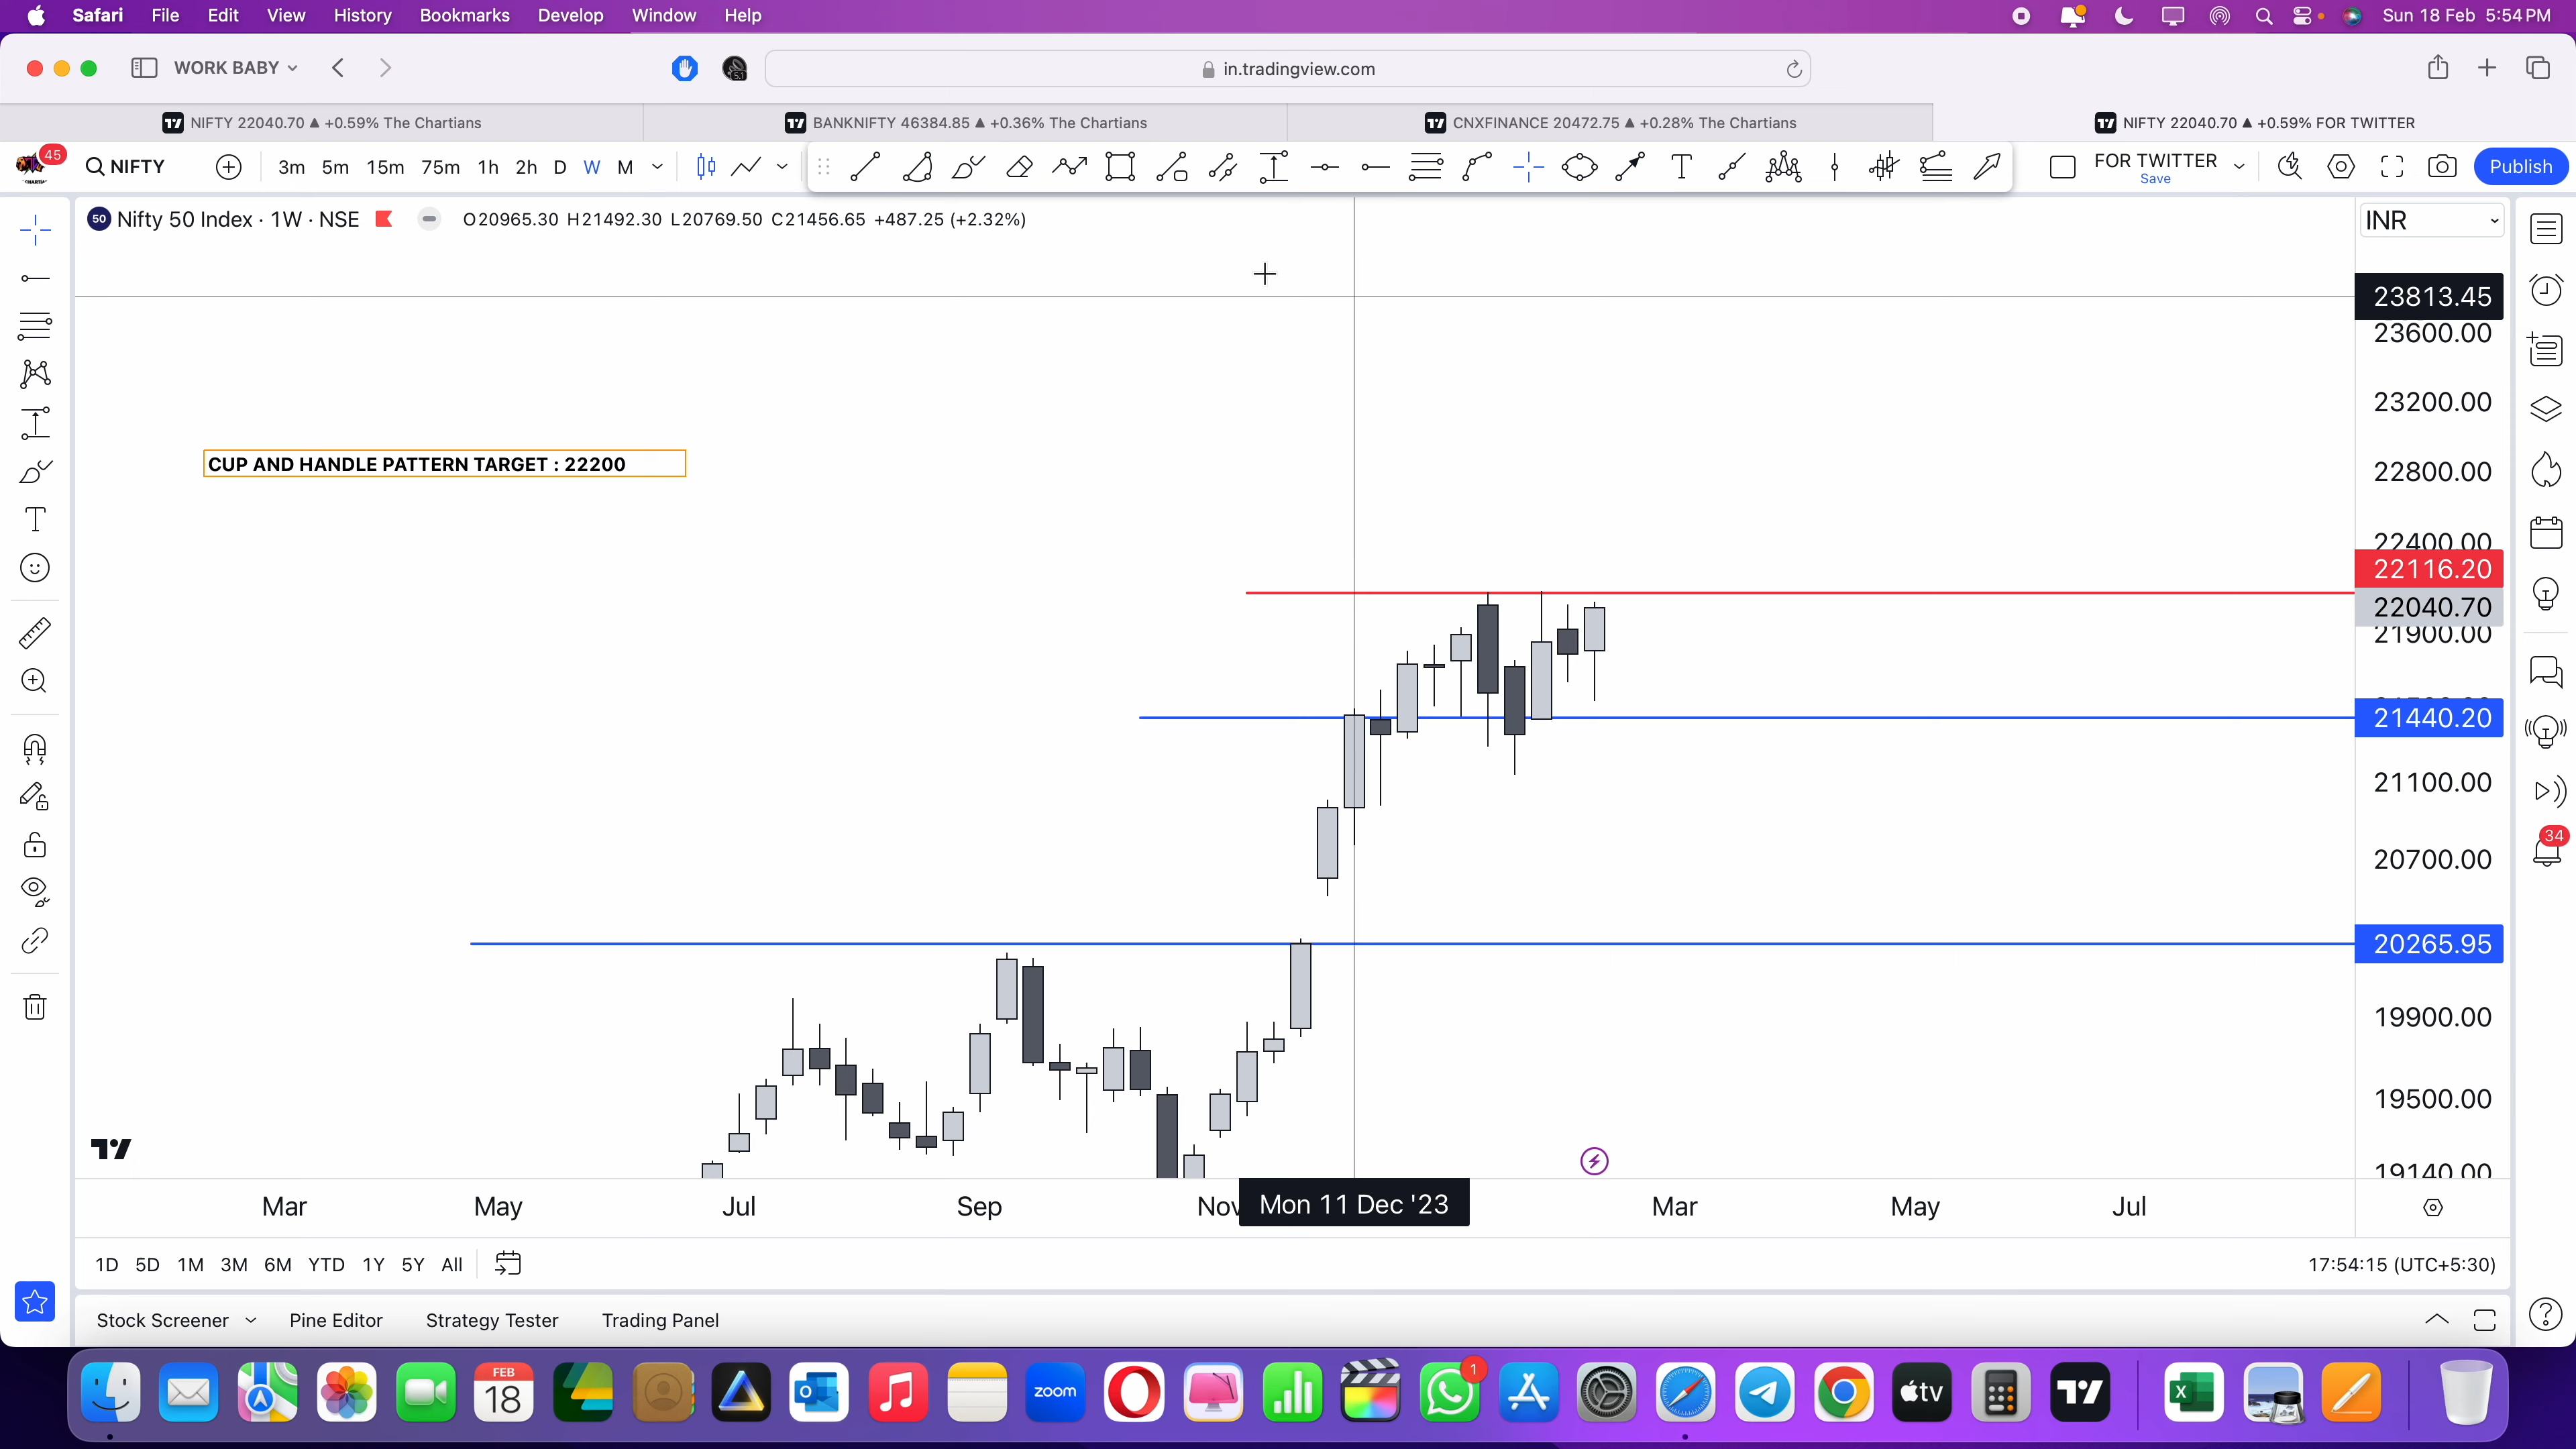 Safari File Edit View History Bookmarks Develop Window Help Sun 18 Feb 5:54 PM
WORK BABY in.tradingview.com
NIFTY 22040.70 ▲ +0.59% The Chartians BANKNIFTY 46384.85 ▲ +0.36% The Chartians CNXFINANCE 20472.75 ▲ +0.28% The Chartians NIFTY 22040.70 ▲ +0.59% FOR TWITTER
45 NIFTY 3m 5m 15m 75m 1h 2h D W M FOR TWITTER Publish
Save
50 Nifty 50 Index · 1W · NSE O20965.30 H21492.30 L20769.50 C21456.65 +487.25 (+2.32%) INR
23813.45
23600.00
23200.00
CUP AND HANDLE PATTERN TARGET : 22200
22800.00
22400.00
22116.20
22040.70
21900.00
21440.20
21100.00
34
20700.00
20265.95
19900.00
19500.00
19140.00
Mar May Jul Sep Nov Mon 11 Dec '23 Mar May Jul
1D 5D 1M 3M 6M YTD 1Y 5Y All 17:54:15 (UTC+5:30)
Stock Screener Pine Editor Strategy Tester Trading Panel
FEB
18
zoom
1
tv